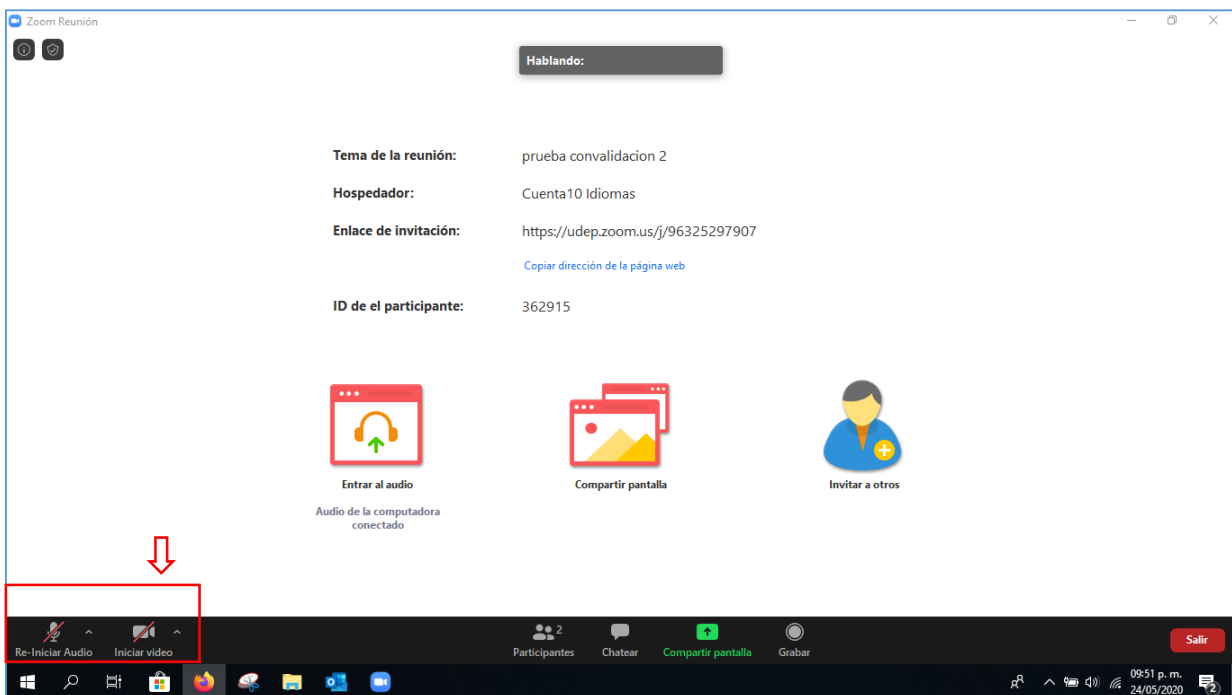 Zoom Reunión
Hablando:
Tema de la reunión: prueba convalidacion 2
Hospedador: Cuenta10 Idiomas
Enlace de invitación: https://udep.zoom.us/j/96325297907
Copiar dirección de la página web
ID de el participante: 362915
Entrar al audio
Compartir pantalla
Invitar a otros
Audio de la computadora
conectado
Re-Iniciar Audio
Iniciar video
2
Participantes
Chatear
Compartir pantalla
Grabar
Salir
09:51 p. m.
24/05/2020
2